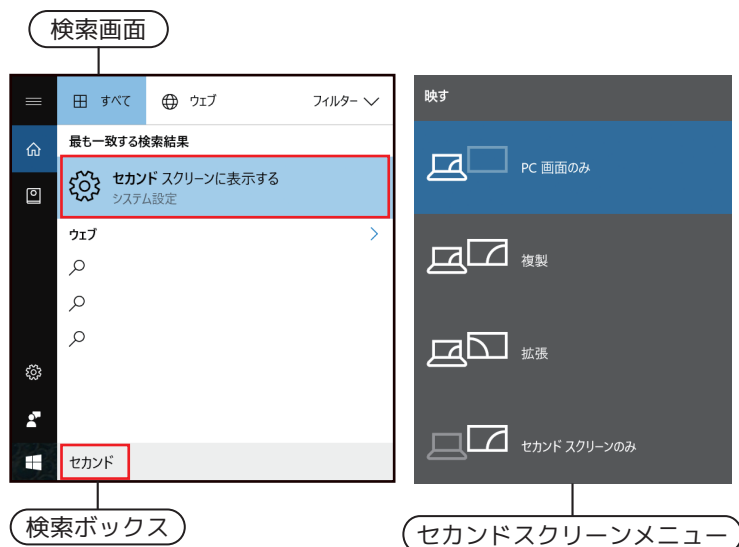 検索画面
すべて
ウェブ
フィルター
最も一致する検索結果
セカンド スクリーンに表示する
システム設定
ウェブ
セカンド
検索ボックス
映す
PC 画面のみ
複製
拡張
セカンド スクリーンのみ
セカンドスクリーンメニュー